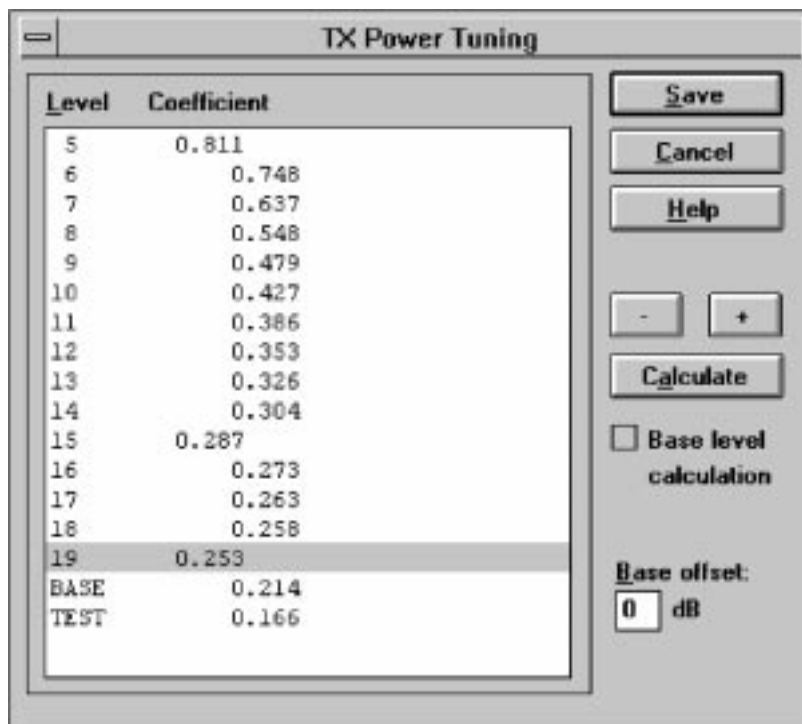 TX Power Tuning
Level Coefficient
5 0.811
6 0.748
7 0.637
8 0.548
9 0.479
10 0.427
11 0.386
12 0.353
13 0.326
14 0.304
15 0.287
16 0.273
17 0.263
18 0.258
19 0.253
BASE 0.214
TEST 0.166
Save
Cancel
Help
- +
Calculate
Base level
calculation
Base offset:
0 dB